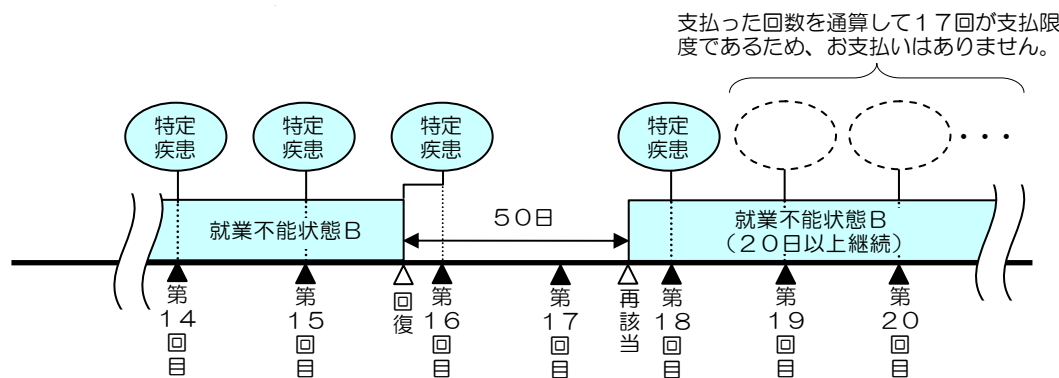 支払った回数を通算して１７回が支払限
度であるため、お支払いはありません。
特定
疾患
特定
疾患
特定
疾患
特定
疾患
・・・
就業不能状態Ｂ
５０日
就業不能状態Ｂ
（２０日以上継続）
第14回目
第15回目
回復
第16回目
第17回目
再該当
第18回目
第19回目
第20回目